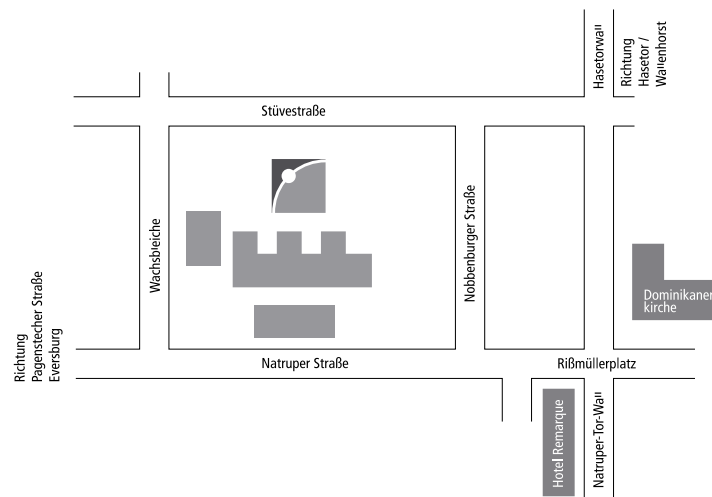 Hasetorwall
Richtung
Hasetor /
Wallenhorst
Stüvestraße
Wachsbleiche
Nobbenburger Straße
Dominikaner
kirche
Richtung
Pagenstecher Straße
Eversburg
Natruper Straße
Rißmüllerplatz
Hotel Remarque
Natruper-Tor-Wall